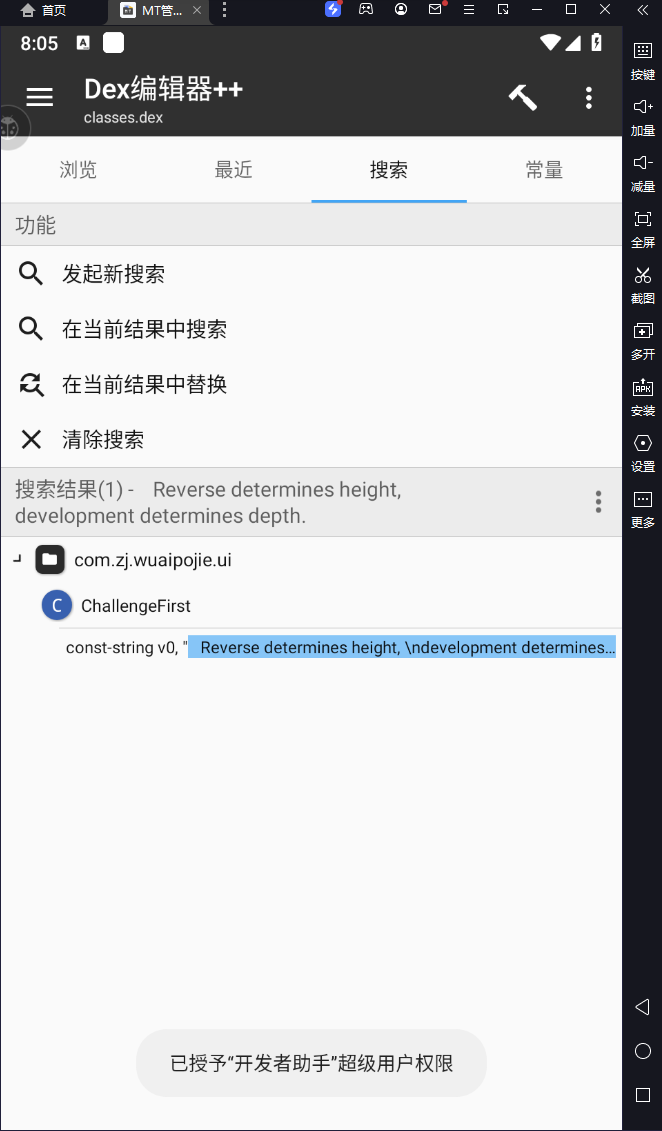 首页
MT管...
8:05
A
Dex编辑器++
classes.dex
浏览
最近
搜索
常量
功能
发起新搜索
在当前结果中搜索
在当前结果中替换
清除搜索
搜索结果(1) - Reverse determines height,
development determines depth.
com.zj.wuaipojie.ui
C
ChallengeFirst
const-string v0, " Reverse determines height, \ndevelopment determines...
已授予“开发者助手”超级用户权限
按键
加量
减量
全屏
截图
多开
APK
安装
设置
更多